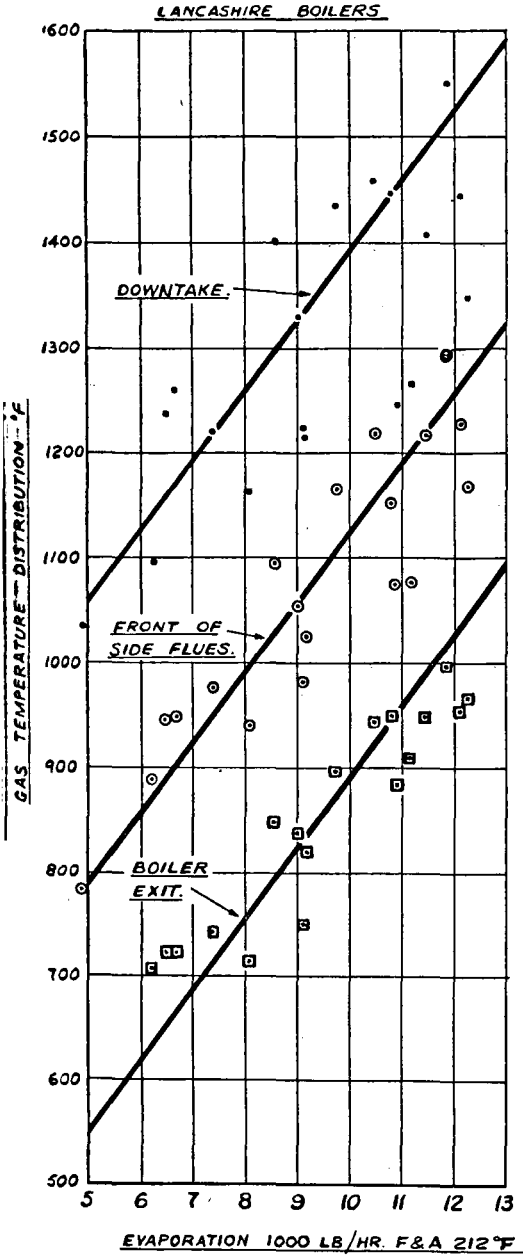 LANCASHIRE BOILERS
1600
1500
1400
1300
1200
1100
1000
900
800
700
600
500
GAS TEMPERATURE - DISTRIBUTION - °F
DOWNTAKE.
FRONT OF
SIDE FLUES.
BOILER
EXIT.
5 6 7 8 9 10 11 12 13
EVAPORATION 1000 LB/HR. F & A 212°F